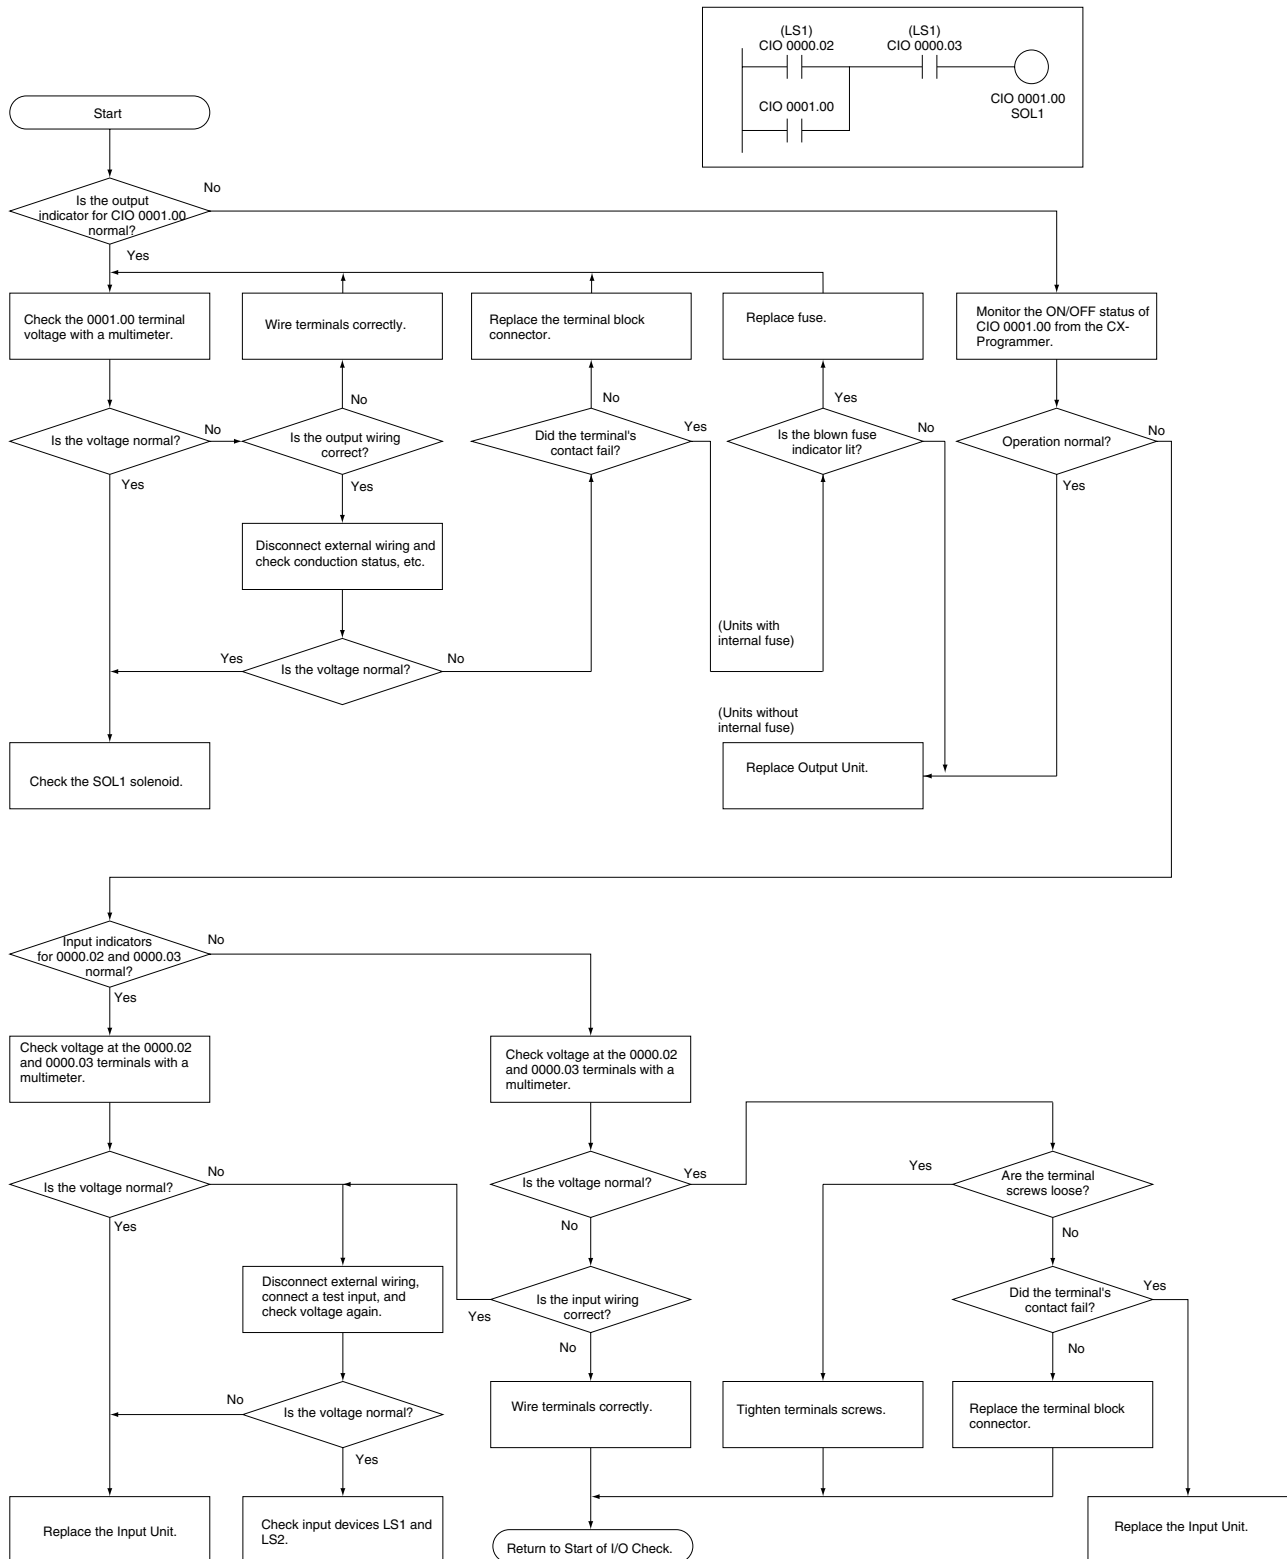 (LS1)
CIO 0000.02
(LS1)
CIO 0000.03
CIO 0001.00
CIO 0001.00
SOL1
Start
Is the output
indicator for CIO 0001.00
normal?
No
Yes
Check the 0001.00 terminal
voltage with a multimeter.
Wire terminals correctly.
Replace the terminal block
connector.
Replace fuse.
Monitor the ON/OFF status of
CIO 0001.00 from the CX-
Programmer.
Is the voltage normal?
No
Yes
Is the output wiring
correct?
No
Yes
Did the terminal's
contact fail?
No
Yes
Is the blown fuse
indicator lit?
Yes
No
Operation normal?
No
Yes
Disconnect external wiring and
check conduction status, etc.
Is the voltage normal?
Yes
No
(Units with
internal fuse)
(Units without
internal fuse)
Check the SOL1 solenoid.
Replace Output Unit.
Input indicators
for 0000.02 and 0000.03
normal?
No
Yes
Check voltage at the 0000.02
and 0000.03 terminals with a
multimeter.
Check voltage at the 0000.02
and 0000.03 terminals with a
multimeter.
Is the voltage normal?
No
Yes
Is the voltage normal?
Yes
No
Are the terminal
screws loose?
Yes
No
Disconnect external wiring,
connect a test input, and
check voltage again.
Is the input wiring
correct?
Yes
No
Did the terminal's
contact fail?
Yes
No
Is the voltage normal?
No
Yes
Wire terminals correctly.
Tighten terminals screws.
Replace the terminal block
connector.
Replace the Input Unit.
Check input devices LS1 and
LS2.
Return to Start of I/O Check.
Replace the Input Unit.